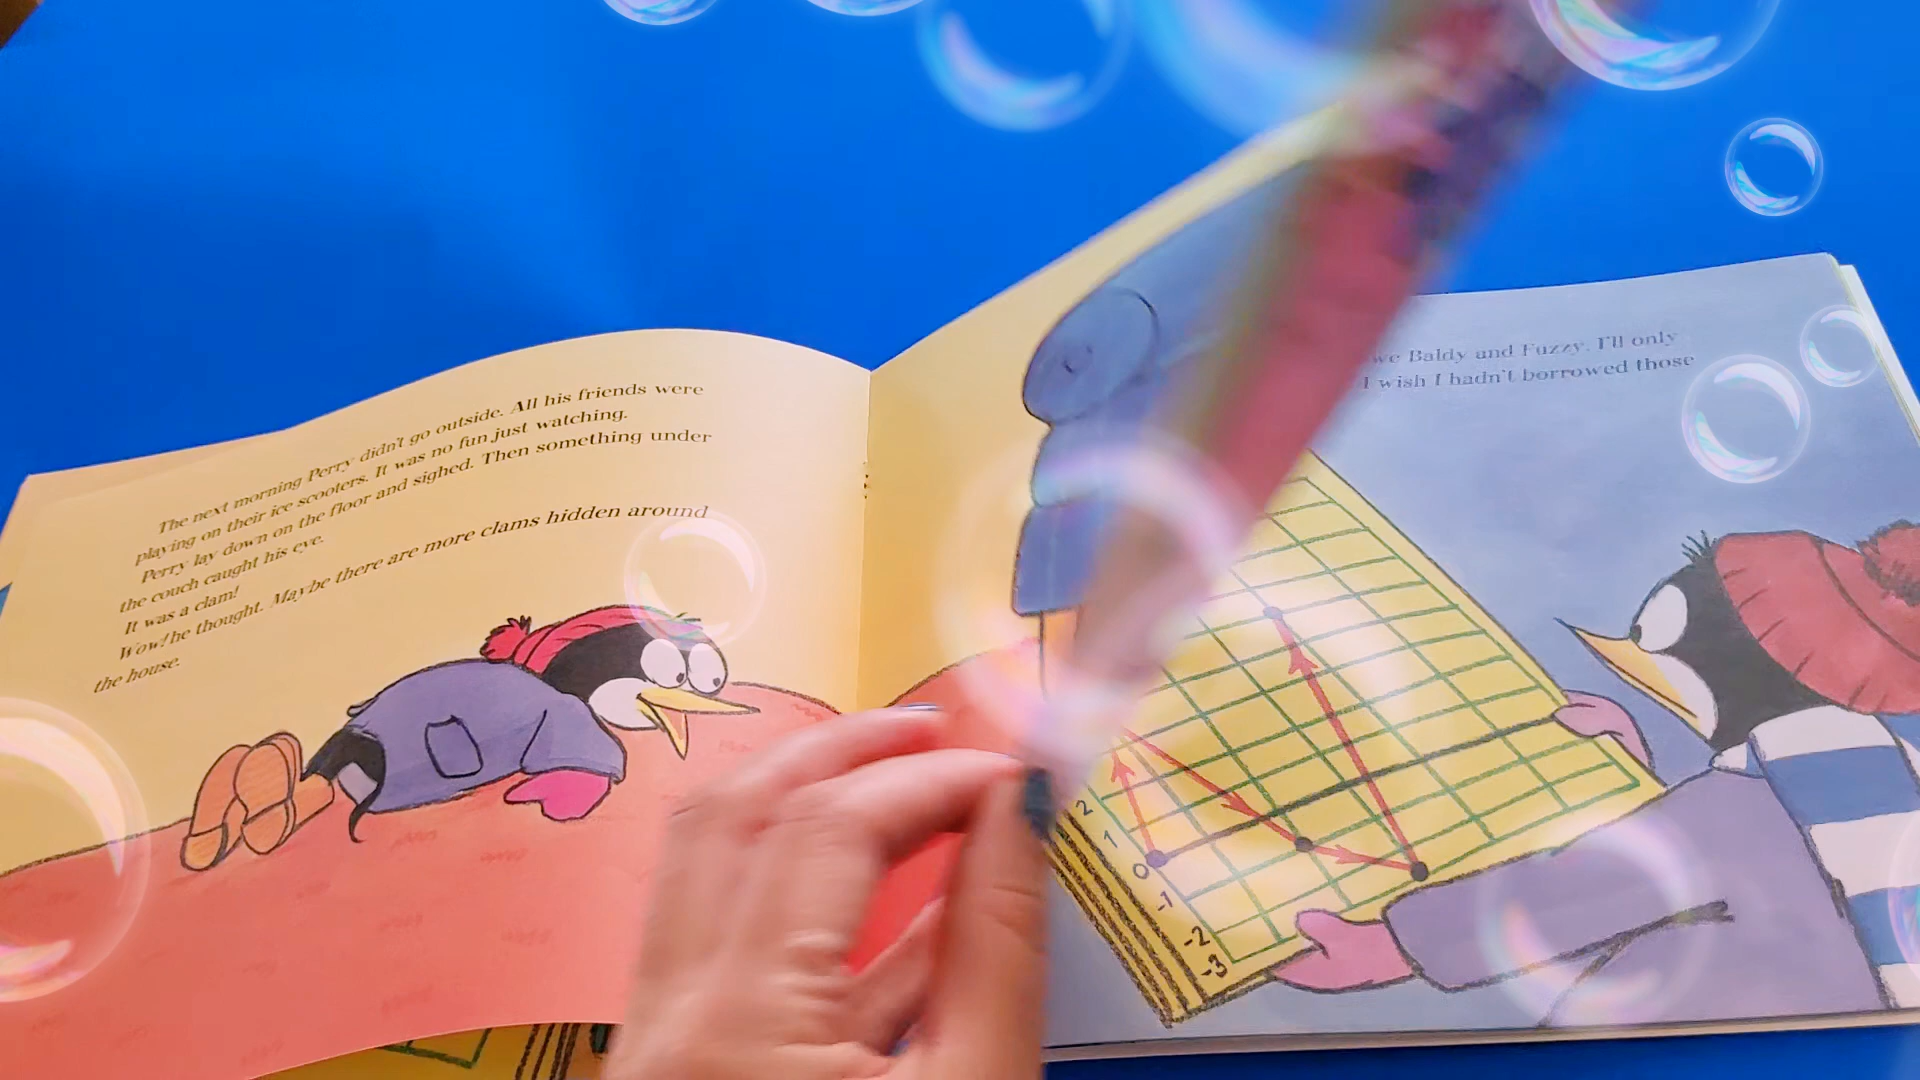 The next morning Perry didn't go outside. All his friends were
playing on their ice scooters. It was no fun just watching.
Perry lay down on the floor and sighed. Then something under
the couch caught his eye.
It was a clam!
Wow! he thought. Maybe there are more clams hidden around
the house.
we Baldy and Fuzzy. I'll only
I wish I hadn't borrowed those
2
1
0
-1
-2
-3